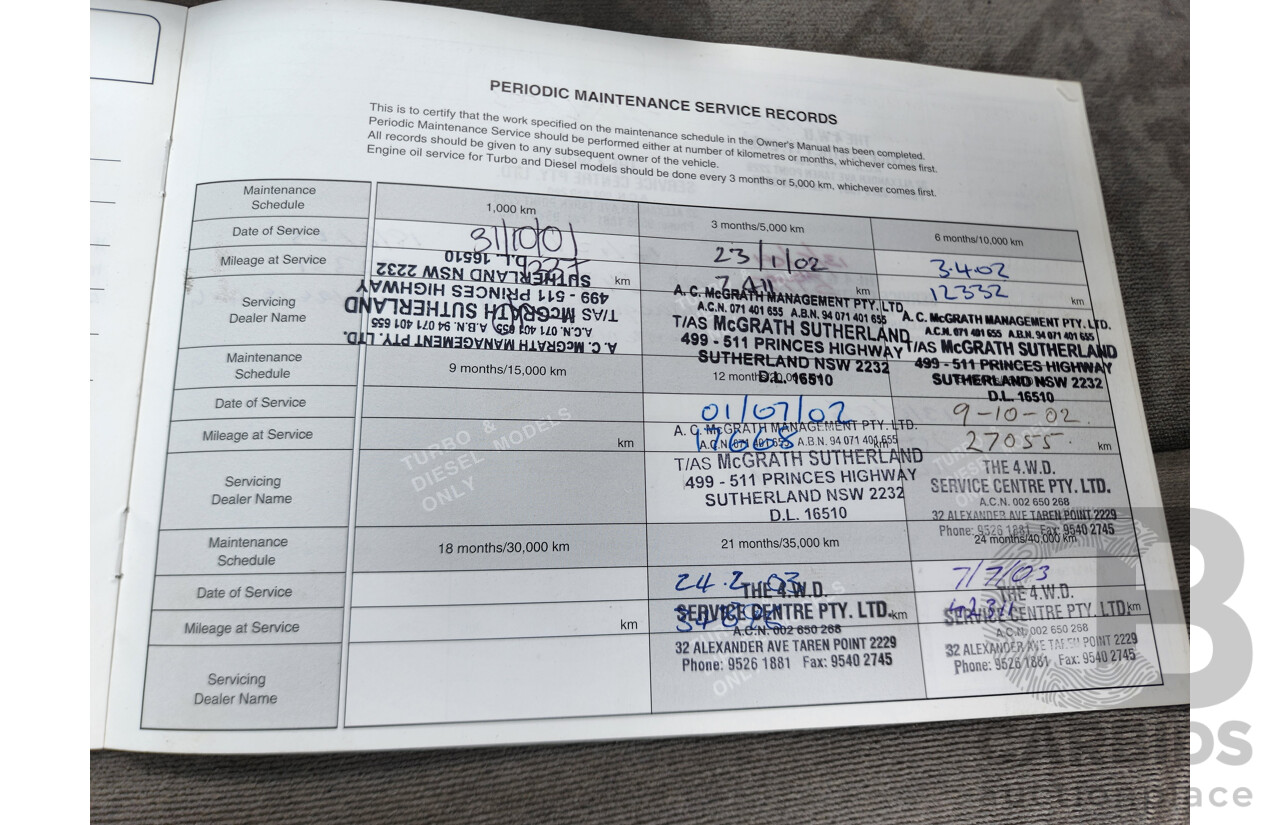 PERIODIC MAINTENANCE SERVICE RECORDS
This is to certify that the work specified on the maintenance schedule in the Owner's Manual has been completed.
Periodic Maintenance Service should be performed either at number of kilometres or months, whichever comes first.
All records should be given to any subsequent owner of the vehicle.
Engine oil service for Turbo and Diesel models should be done every 3 months or 5,000 km, whichever comes first.
Maintenance Schedule
1,000 km
3 months/5,000 km
6 months/10,000 km
Date of Service
23/1/02
3.4.02
Mileage at Service
km
km
12332 km
Servicing Dealer Name
A. C. McGRATH MANAGEMENT PTY. LTD.
A.C.N. 071 401 655 A.B.N. 94 071 401 655
T/AS McGRATH SUTHERLAND
499 - 511 PRINCES HIGHWAY
SUTHERLAND NSW 2232
D.L. 16510
A. C. McGRATH MANAGEMENT PTY. LTD
A.C.N. 071 401 655 A.B.N. 94 071 401 655
T/AS McGRATH SUTHERLAND
499 - 511 PRINCES HIGHWAY
SUTHERLAND NSW 2232
D.L. 16510
A. C. McGRATH MANAGEMENT PTY. LTD.
A.C.N. 071 401 655 A.B.N. 94 071 401 655
T/AS McGRATH SUTHERLAND
499 - 511 PRINCES HIGHWAY
SUTHERLAND NSW 2232
D.L. 16510
Maintenance Schedule
9 months/15,000 km
Date of Service
01/07/02
9-10-02
Mileage at Service
km
km
27055 km
Servicing Dealer Name
TURBO &
DIESEL MODELS
ONLY
A. C. McGRATH MANAGEMENT PTY. LTD.
A.C.N. 071 401 655 A.B.N. 94 071 401 655
T/AS McGRATH SUTHERLAND
499 - 511 PRINCES HIGHWAY
SUTHERLAND NSW 2232
D.L. 16510
THE 4.W.D.
SERVICE CENTRE PTY. LTD.
A.C.N. 002 650 268
32 ALEXANDER AVE TAREN POINT 2229
Phone: 9526 1881 Fax: 9540 2745
Maintenance Schedule
18 months/30,000 km
21 months/35,000 km
24 months/40,000 km
Date of Service
24.2.03
7/7/03
Mileage at Service
km
km
km
Servicing Dealer Name
THE 4.W.D.
SERVICE CENTRE PTY. LTD.
A.C.N. 002 650 268
32 ALEXANDER AVE TAREN POINT 2229
Phone: 9526 1881 Fax: 9540 2745
ONLY
THE 4.W.D.
SERVICE CENTRE PTY. LTD.
A.C.N. 002 650 268
32 ALEXANDER AVE TAREN POINT 2229
Phone: 9526 1881 Fax: 9540 2745